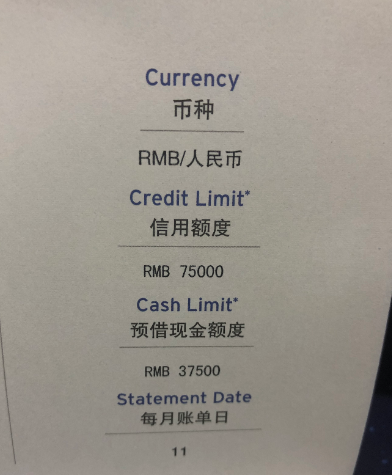 Currency
币种
RMB/人民币
Credit Limit*
信用额度
RMB 75000
Cash Limit*
预借现金额度
RMB 37500
Statement Date
每月账单日
11